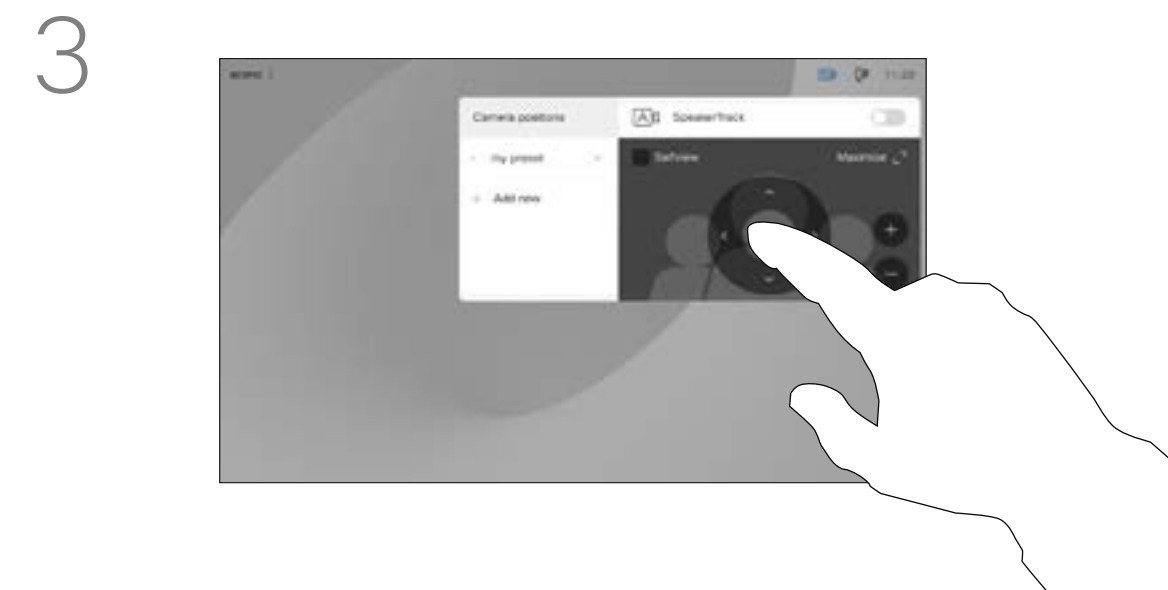 3
Camera positions
SpeakerTrack
my preset
Selfview
Maximize
+ Add new
+
−